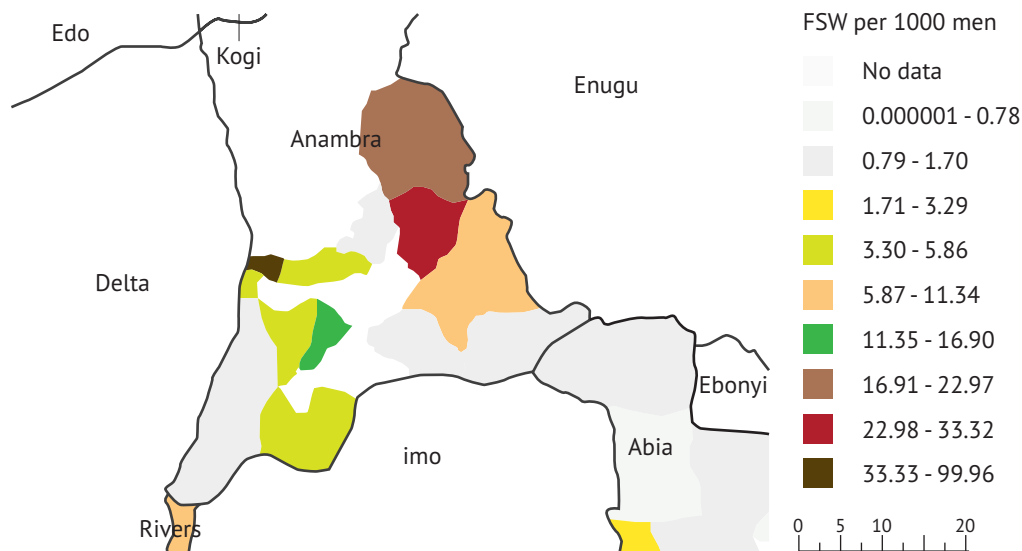 Edo
Kogi
Enugu
Anambra
Delta
Ebonyi
Abia
imo
Rivers
FSW per 1000 men
No data
0.000001 - 0.78
0.79 - 1.70
1.71 - 3.29
3.30 - 5.86
5.87 - 11.34
11.35 - 16.90
16.91 - 22.97
22.98 - 33.32
33.33 - 99.96
0 5 10 20